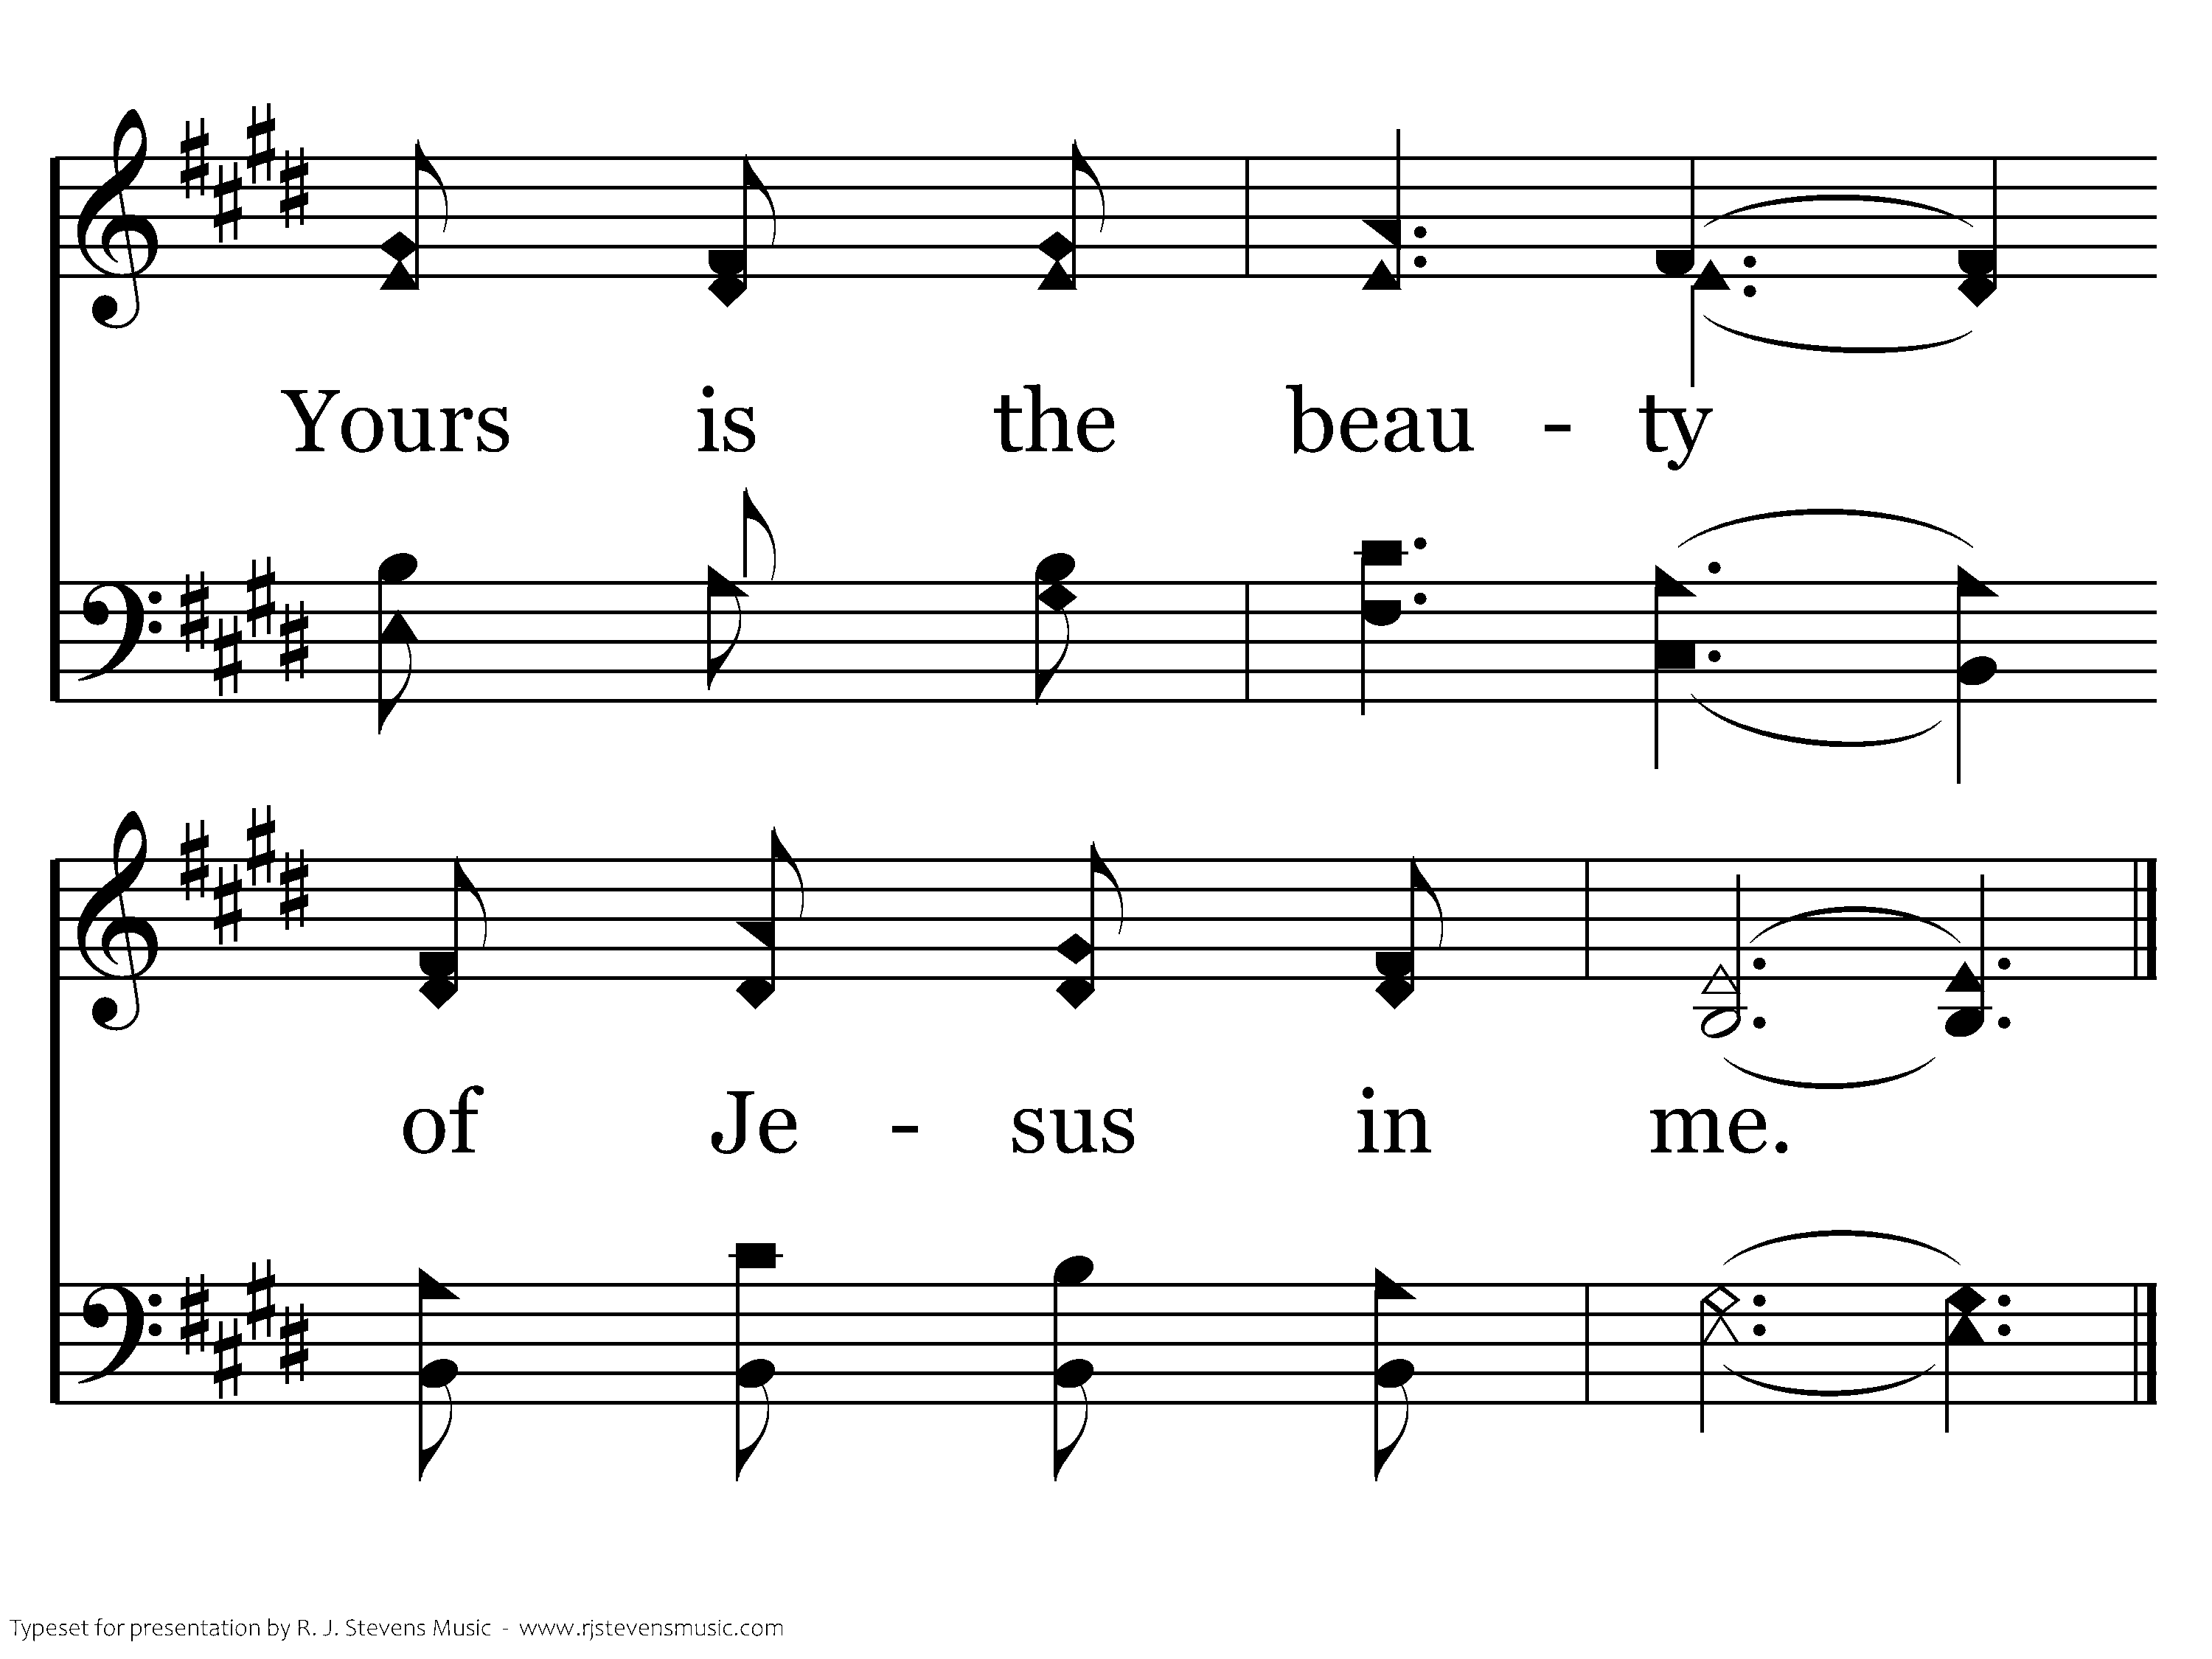 Yours is the beau - ty
of Je - sus in me.
Typeset for presentation by R. J. Stevens Music - www.rjstevensmusic.com